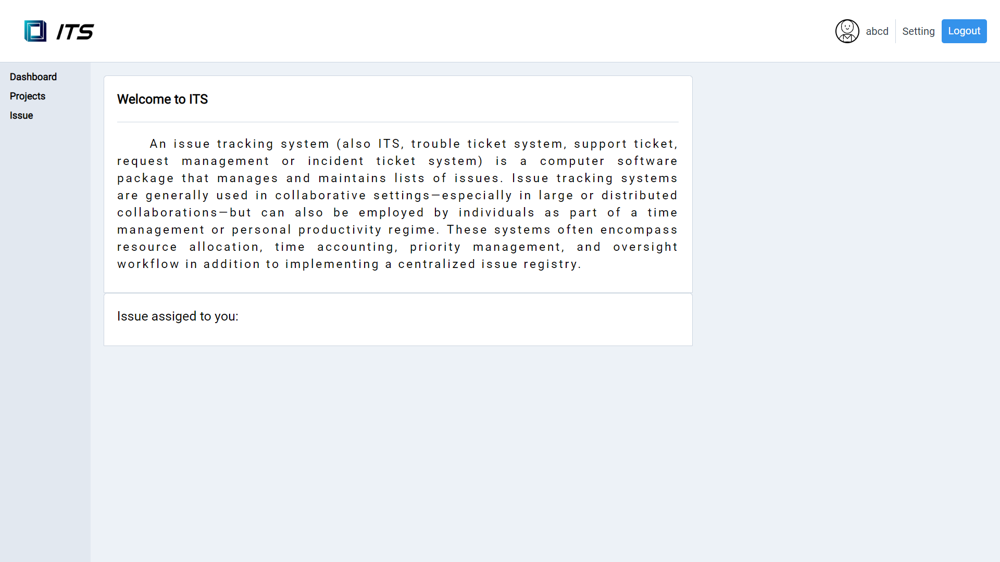 ITS
abcd
Setting
Logout
Dashboard
Projects
Issue
Welcome to ITS
An issue tracking system (also ITS, trouble ticket system, support ticket,
request management or incident ticket system) is a computer software
package that manages and maintains lists of issues. Issue tracking systems
are generally used in collaborative settings—especially in large or distributed
collaborations—but can also be employed by individuals as part of a time
management or personal productivity regime. These systems often encompass
resource allocation, time accounting, priority management, and oversight
workflow in addition to implementing a centralized issue registry.
Issue assiged to you: